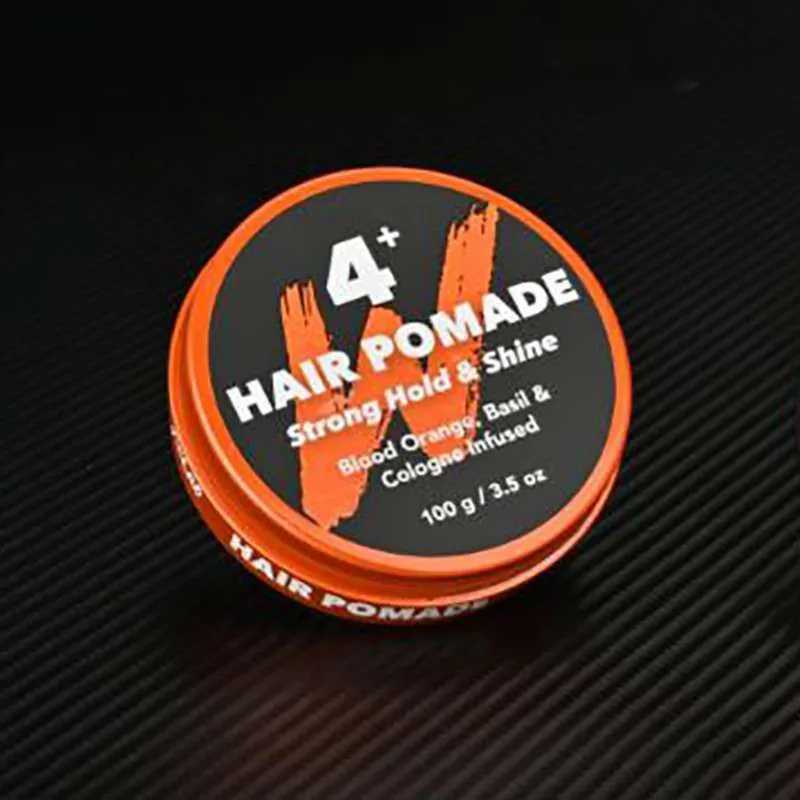 4+
HAIR POMADE
Strong Hold & Shine
Blood Orange, Basil &
Cologne Infused
100 g / 3.5 oz
HAIR POMADE